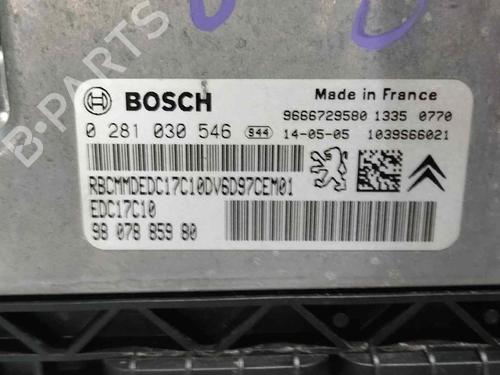 B-PARTS
BOSCH
Made in France
9666729580 1335 0770
0 281 030 546 944 14-05-05 1039S66021
RBCMMDEDC17C10DV6D97CEM01
EDC17C10
98 078 859 80